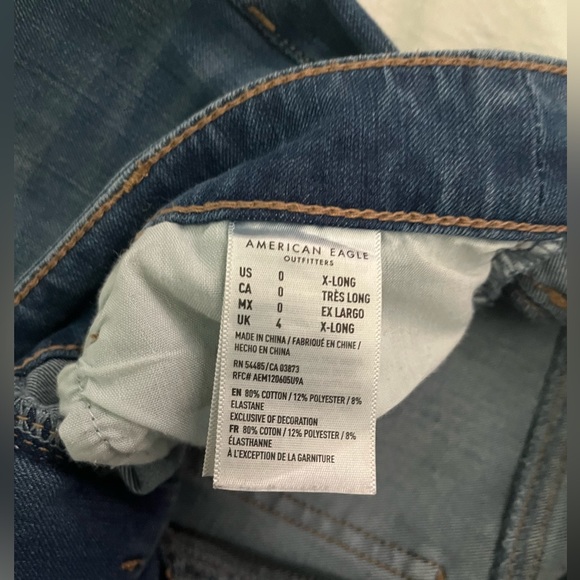 AMERICAN EAGLE
OUTFITTERS
US 0 X-LONG
CA 0 TRÈS LONG
MX 0 EX LARGO
UK 4 X-LONG
MADE IN CHINA / FABRIQUÉ EN CHINE /
HECHO EN CHINA
RN 54485/CA 03873
RFC# AEM120605U9A
EN 80% COTTON / 12% POLYESTER / 8%
ELASTANE
EXCLUSIVE OF DECORATION
FR 80% COTON / 12% POLYESTER / 8%
ÉLASTHANNE
À L'EXCEPTION DE LA GARNITURE